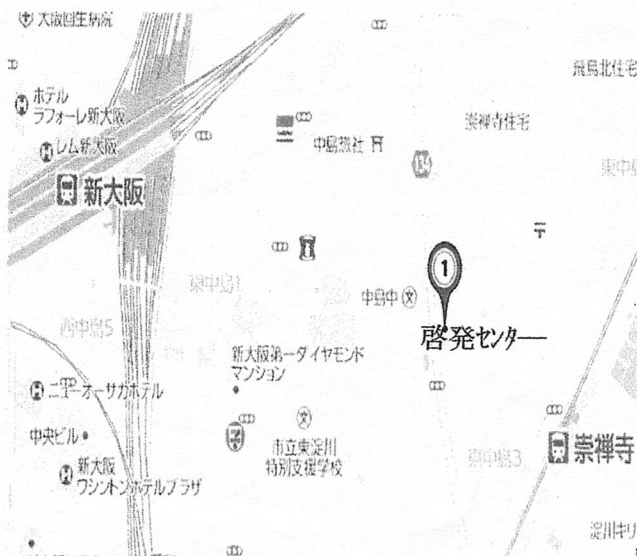 大阪回生病院
ホテル
ラフォーレ新大阪
レム新大阪
新大阪
中島惣社
134
崇禅寺住宅
飛鳥北住宅
東中島
東中島1
西中島5
中島中
文
1
啓発センター
新大阪第一ダイヤモンド
マンション
ニューオーサカホテル
中央ビル
新大阪
ワシントンホテルプラザ
文
市立東淀川
特別支援学校
東中島3
崇禅寺
淀川キリ